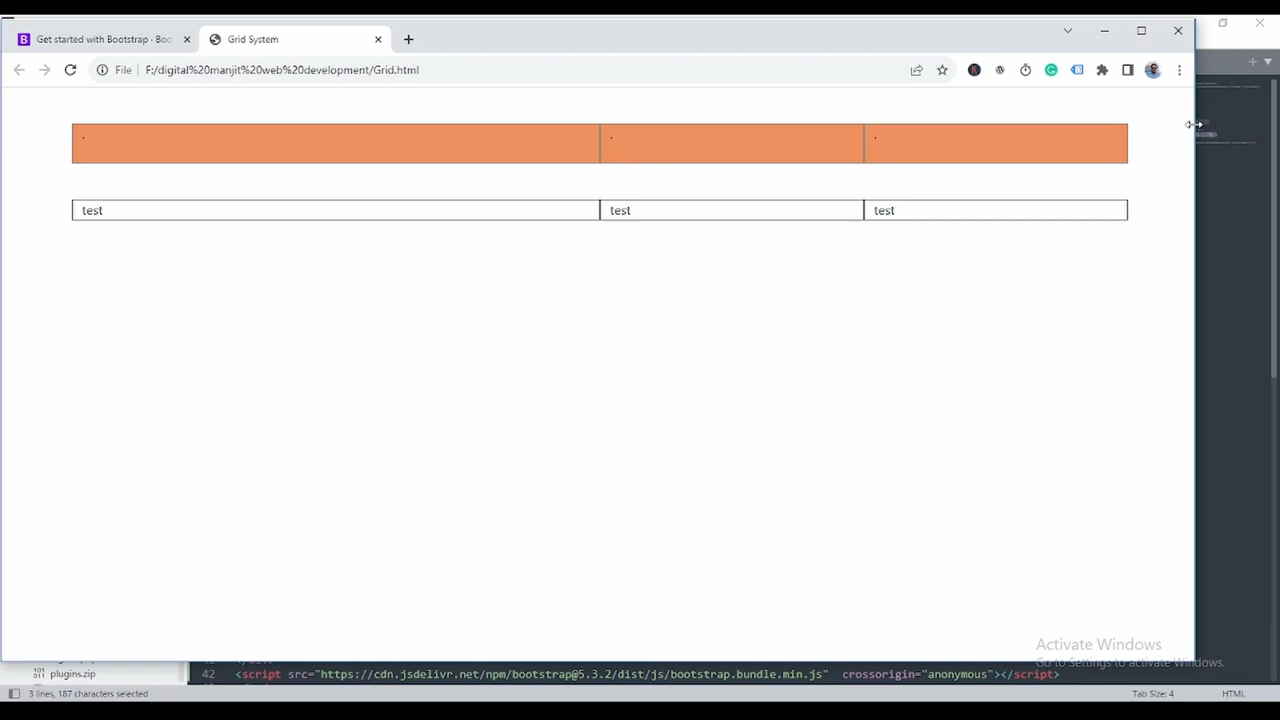 Get started with Bootstrap · Boo
Grid System
File
F:/digital%20manjit%20web%20development/Grid.html
.
.
.
test
test
test
Activate Windows
Go to Settings to activate Windows.
plugins.zip
42
<script src="https://cdn.jsdelivr.net/npm/bootstrap@5.3.2/dist/js/bootstrap.bundle.min.js" crossorigin="anonymous"></script>
3 lines, 187 characters selected
Tab Size: 4
HTML